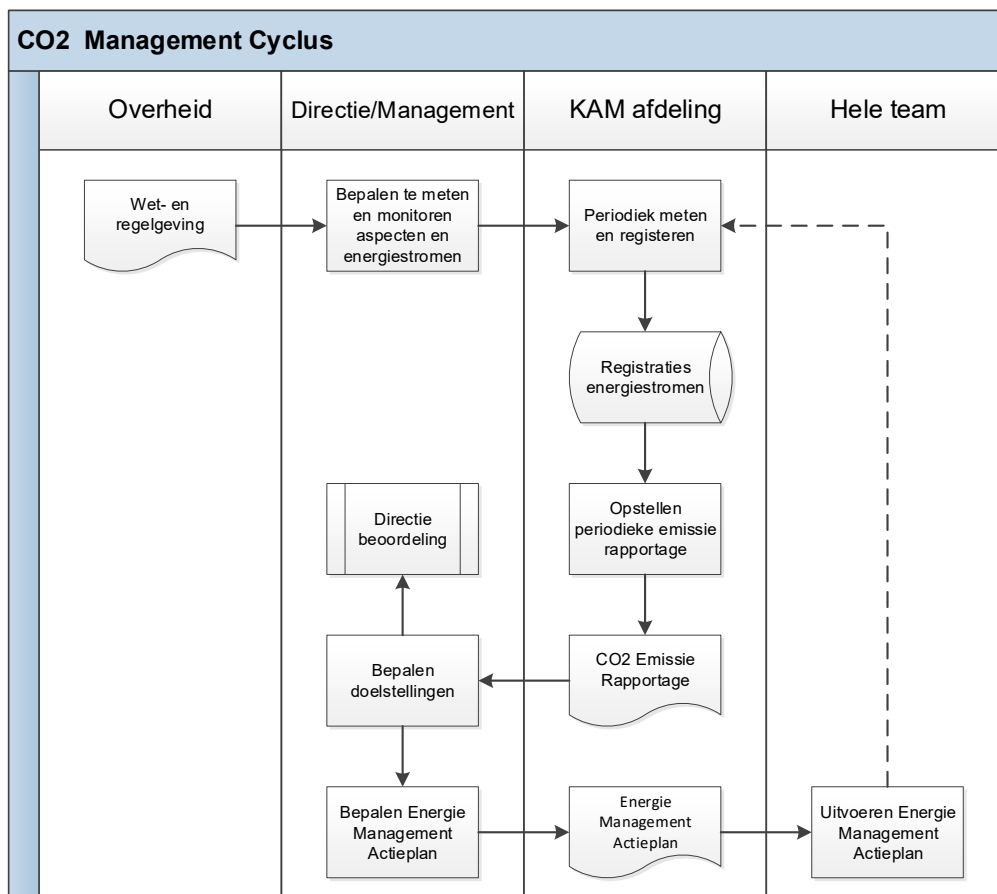 CO2 Management Cyclus
Overheid
Directie/Management
KAM afdeling
Hele team
Wet- en
regelgeving
Bepalen te meten
en monitoren
aspecten en
energiestromen
Periodiek meten
en registeren
Registraties
energiestromen
Directie
beoordeling
Opstellen
periodieke emissie
rapportage
Bepalen
doelstellingen
CO2 Emissie
Rapportage
Bepalen Energie
Management
Actieplan
Energie
Management
Actieplan
Uitvoeren Energie
Management
Actieplan